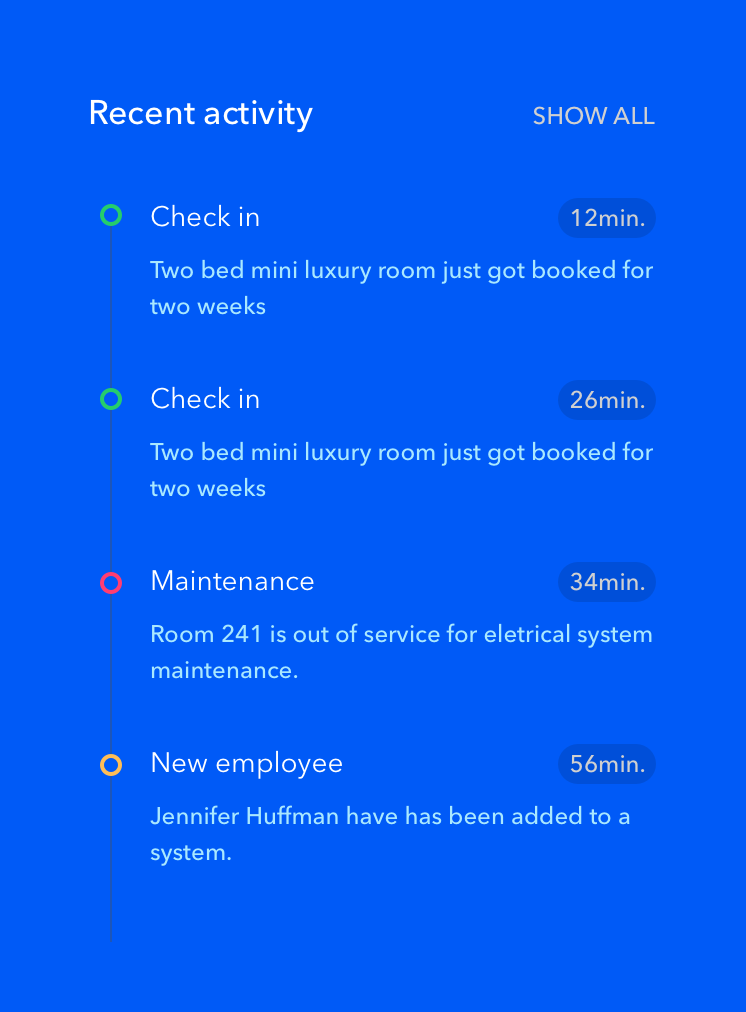 Recent activity SHOW ALL
Check in 12min.
Two bed mini luxury room just got booked for
two weeks
Check in 26min.
Two bed mini luxury room just got booked for
two weeks
Maintenance 34min.
Room 241 is out of service for eletrical system
maintenance.
New employee 56min.
Jennifer Huffman have has been added to a
system.